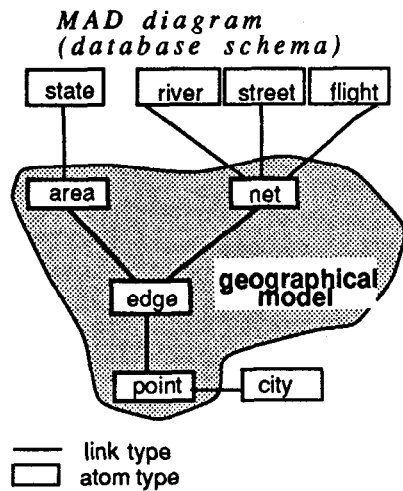 MAD diagram
(database schema)
state river street flight
area net
edge
geographical
model
point city
link type
atom type